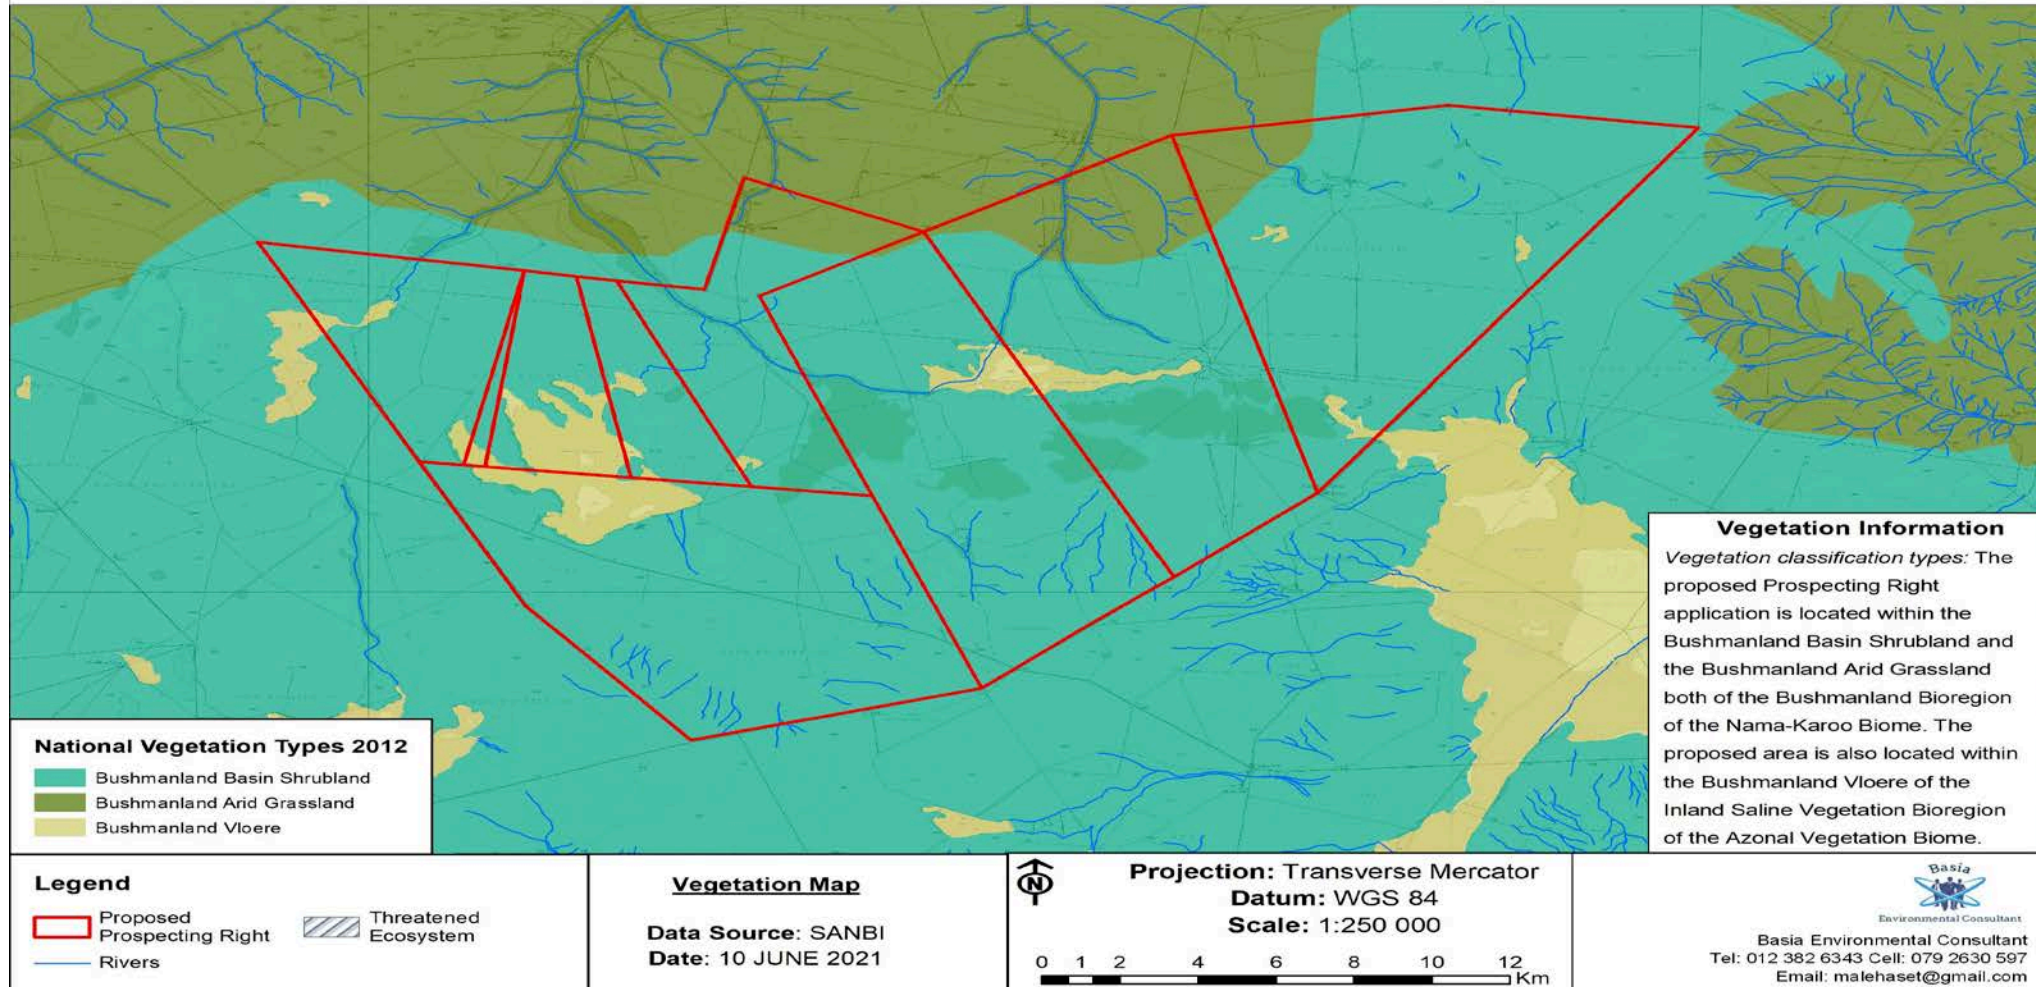 Vegetation Information
Vegetation classification types: The
proposed Prospecting Right
application is located within the
Bushmanland Basin Shrubland and
the Bushmanland Arid Grassland
both of the Bushmanland Bioregion
of the Nama-Karoo Biome. The
proposed area is also located within
the Bushmanland Vloere of the
Inland Saline Vegetation Bioregion
of the Azonal Vegetation Biome.
National Vegetation Types 2012
Bushmanland Basin Shrubland
Bushmanland Arid Grassland
Bushmanland Vloere
Legend
Proposed
Prospecting Right
Threatened
Ecosystem
Rivers
Vegetation Map
Data Source: SANBI
Date: 10 JUNE 2021
N
Projection: Transverse Mercator
Datum: WGS 84
Scale: 1:250 000
0 1 2 4 6 8 10 12
Km
Basia
Environmental Consultant
Basia Environmental Consultant
Tel: 012 382 6343 Cell: 079 2630 597
Email: malehaset@gmail.com